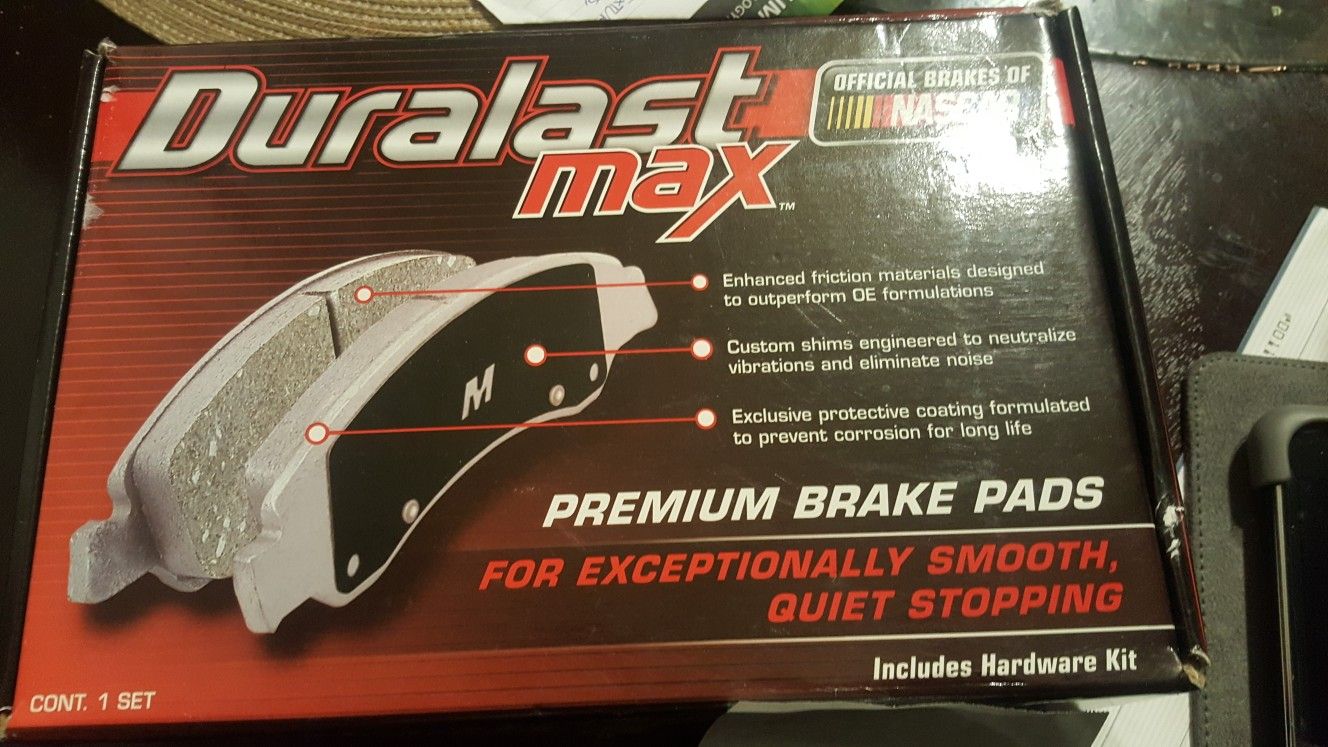 Duralast
max™
OFFICIAL BRAKES OF
NASCAR
Enhanced friction materials designed
to outperform OE formulations
Custom shims engineered to neutralize
vibrations and eliminate noise
M
Exclusive protective coating formulated
to prevent corrosion for long life
PREMIUM BRAKE PADS
FOR EXCEPTIONALLY SMOOTH,
QUIET STOPPING
Includes Hardware Kit
CONT. 1 SET